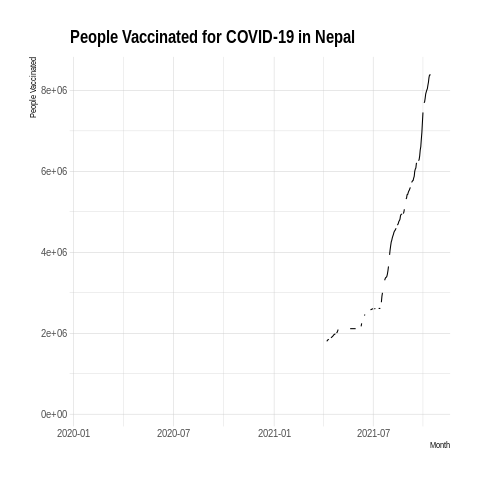 People Vaccinated for COVID-19 in Nepal
People Vaccinated
8e+06
6e+06
4e+06
2e+06
0e+00
2020-01 2020-07 2021-01 2021-07
Month